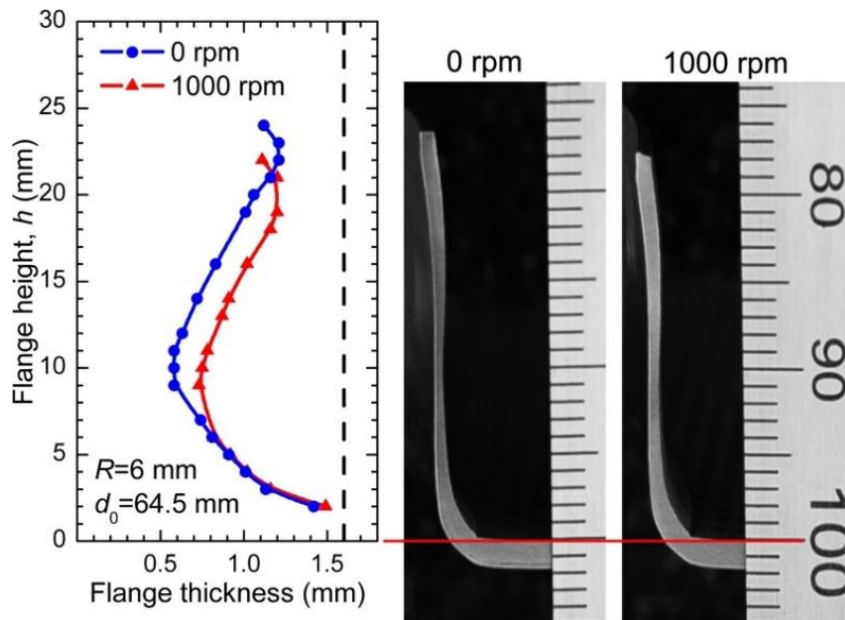 30
25
20
15
10
5
0
Flange height, h (mm)
0 rpm
1000 rpm
R=6 mm
d₀=64.5 mm
0.5 1.0 1.5
Flange thickness (mm)
0 rpm
1000 rpm
80
90
100